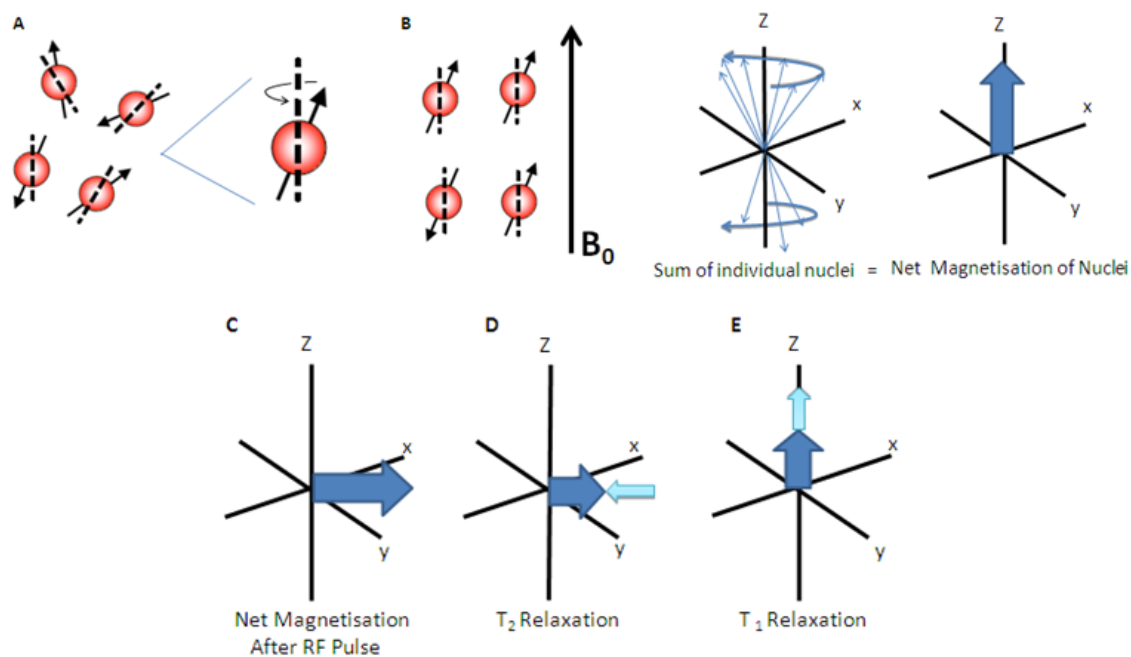 A
B
B₀
Z
x
y
Z
x
y
Sum of individual nuclei = Net Magnetisation of Nuclei
C
Z
x
y
Net Magnetisation
After RF Pulse
D
Z
x
y
T₂ Relaxation
E
Z
x
y
T₁ Relaxation